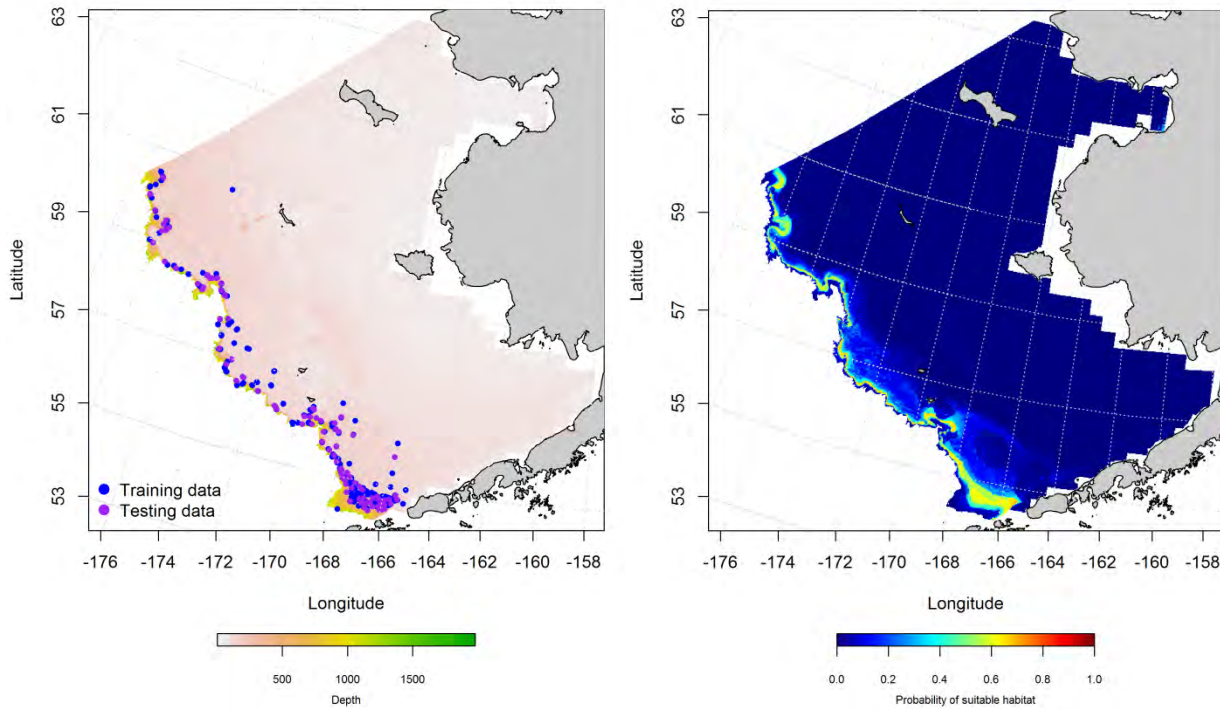 63
61
59
57
55
53
Latitude
Training data
Testing data
-176 -174 -172 -170 -168 -166 -164 -162 -160 -158
Longitude
500 1000 1500
Depth
63
61
59
57
55
53
Latitude
-176 -174 -172 -170 -168 -166 -164 -162 -160 -158
Longitude
0.0 0.2 0.4 0.6 0.8 1.0
Probability of suitable habitat